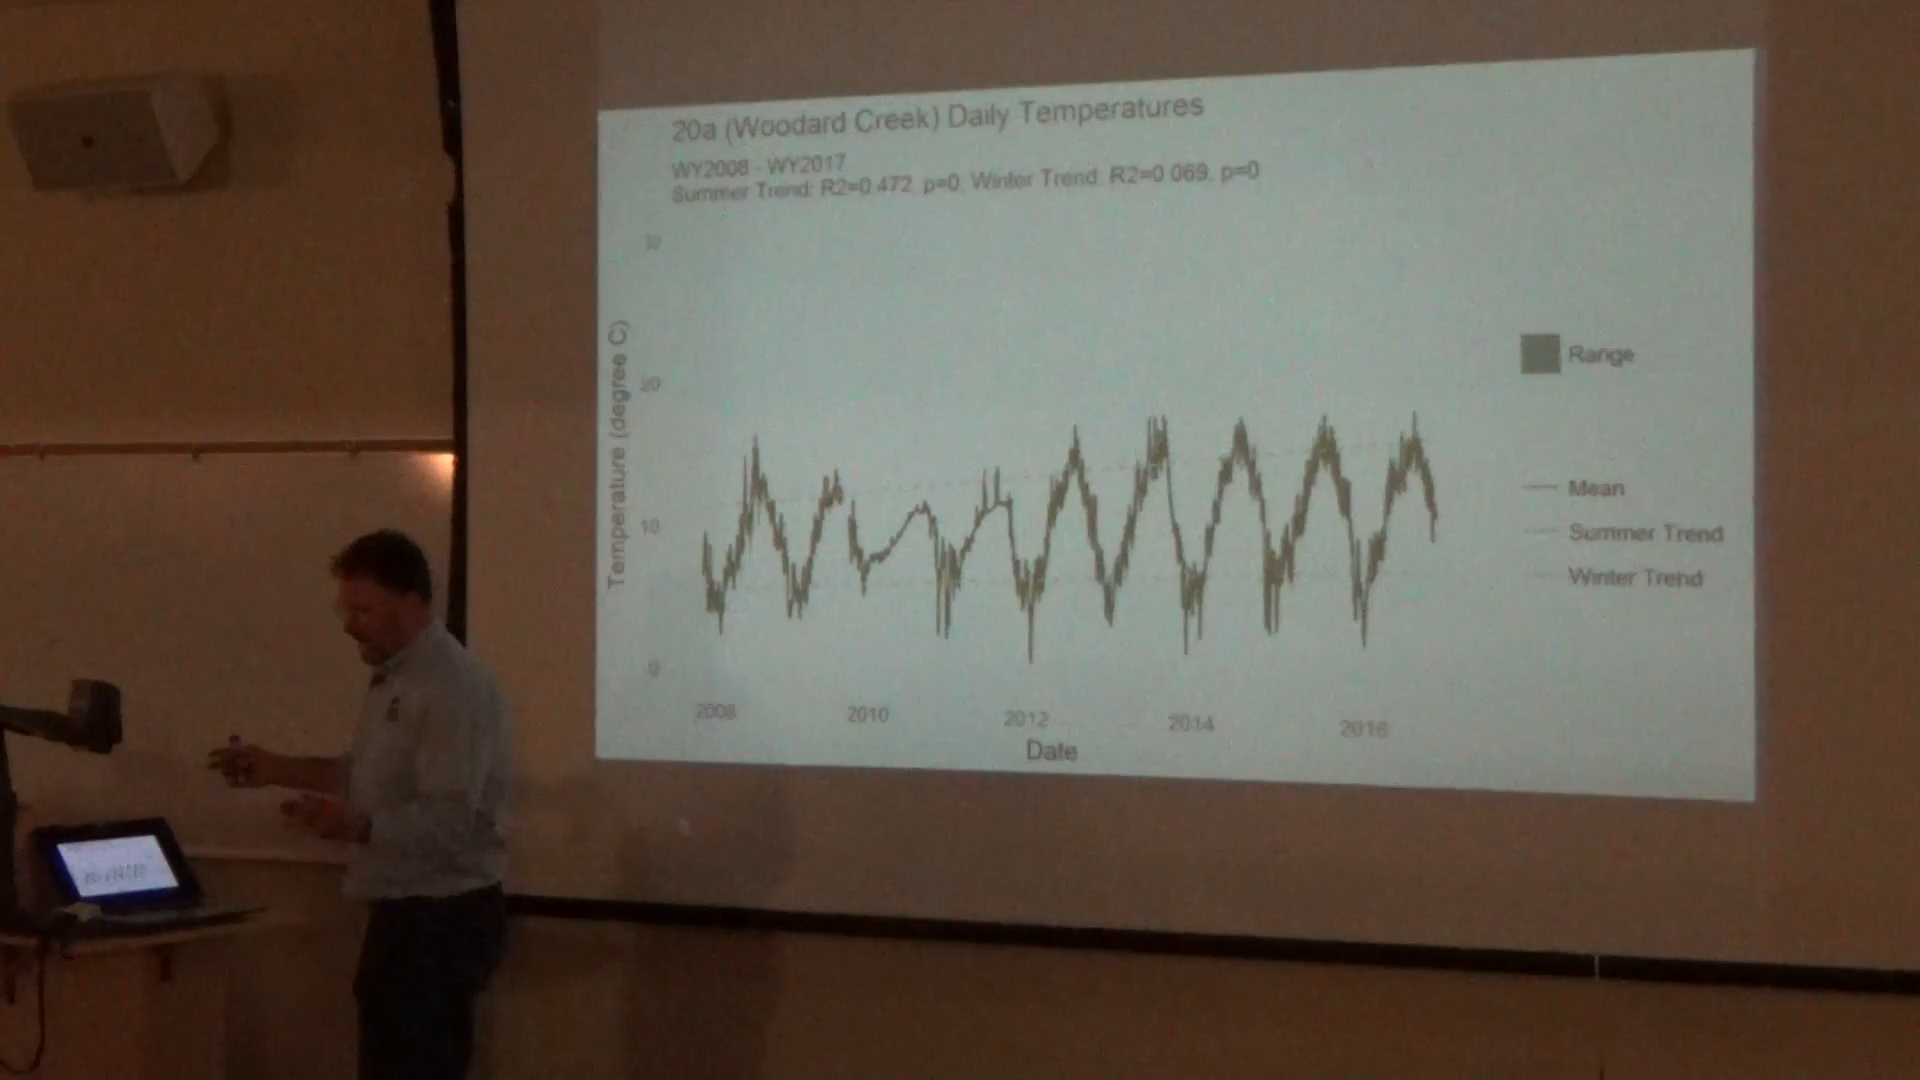 20a (Woodard Creek) Daily Temperatures
WY2008 - WY2017
Summer Trend: R2=0.472, p=0; Winter Trend: R2=0.069, p=0
30
20
10
0
Temperature (degree C)
2008 2010 2012 2014 2016
Date
Range
Mean
Summer Trend
Winter Trend